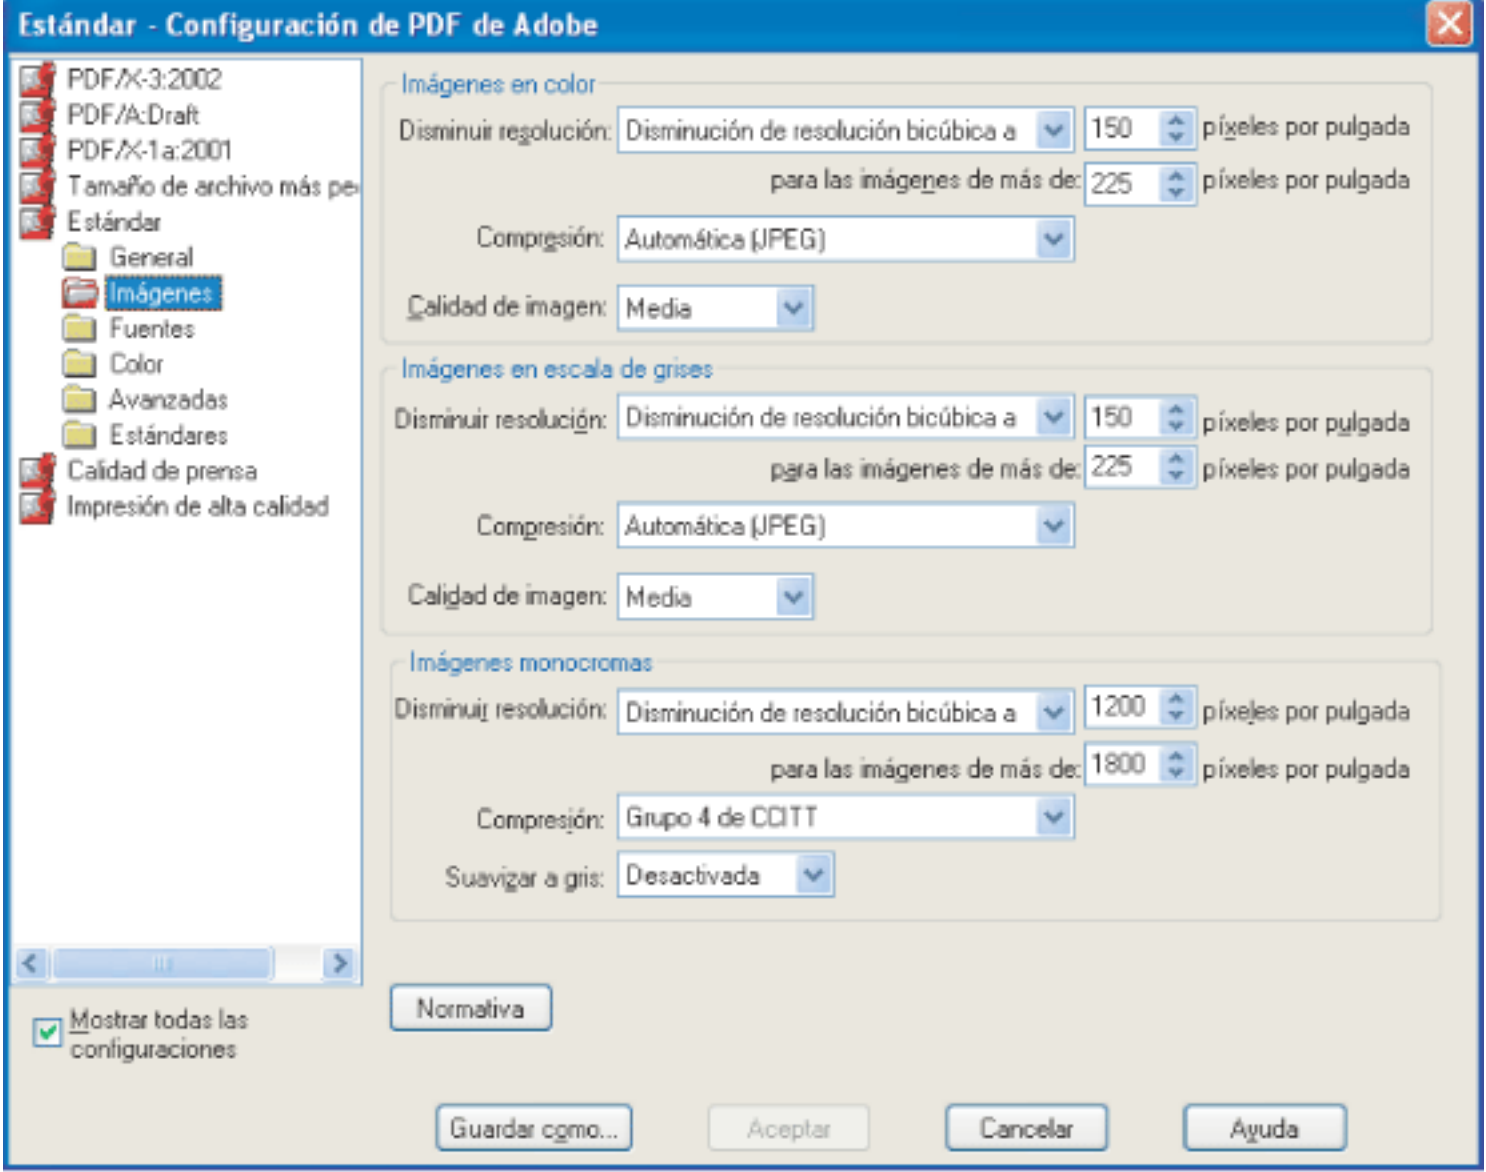 Estándar - Configuración de PDF de Adobe
PDF/X-3:2002
PDF/A:Draft
PDF/X-1a:2001
Tamaño de archivo más pe
Estándar
General
Imágenes
Fuentes
Color
Avanzadas
Estándares
Calidad de prensa
Impresión de alta calidad
Mostrar todas las
configuraciones
Imágenes en color
Disminuir resolución: Disminución de resolución bicúbica a 150 píxeles por pulgada
para las imágenes de más de: 225 píxeles por pulgada
Compresión: Automática (JPEG)
Calidad de imagen: Media
Imágenes en escala de grises
Disminuir resolución: Disminución de resolución bicúbica a 150 píxeles por pulgada
para las imágenes de más de: 225 píxeles por pulgada
Compresión: Automática (JPEG)
Calidad de imagen: Media
Imágenes monocromas
Disminuir resolución: Disminución de resolución bicúbica a 1200 píxeles por pulgada
para las imágenes de más de: 1800 píxeles por pulgada
Compresión: Grupo 4 de CCITT
Suavizar a gris: Desactivada
Normativa
Guardar como... Aceptar Cancelar Ayuda